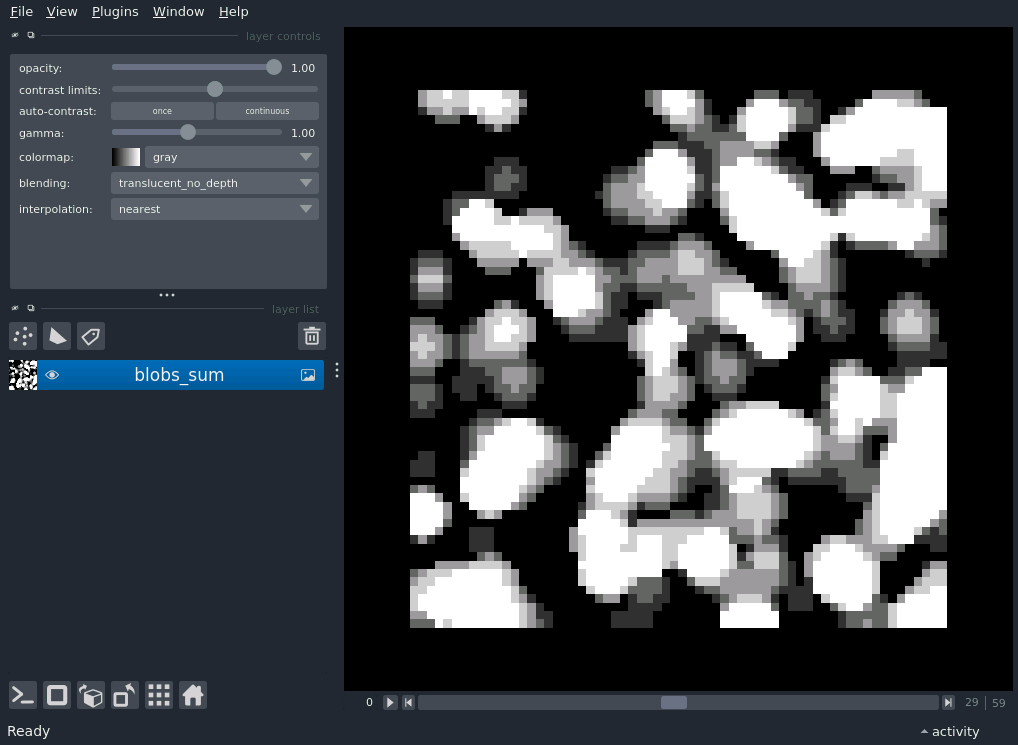 File View Plugins Window Help
layer controls
opacity: 1.00
contrast limits:
auto-contrast: once continuous
gamma: 1.00
colormap: gray
blending: translucent_no_depth
interpolation: nearest
layer list
blobs_sum
0 29 59
Ready activity